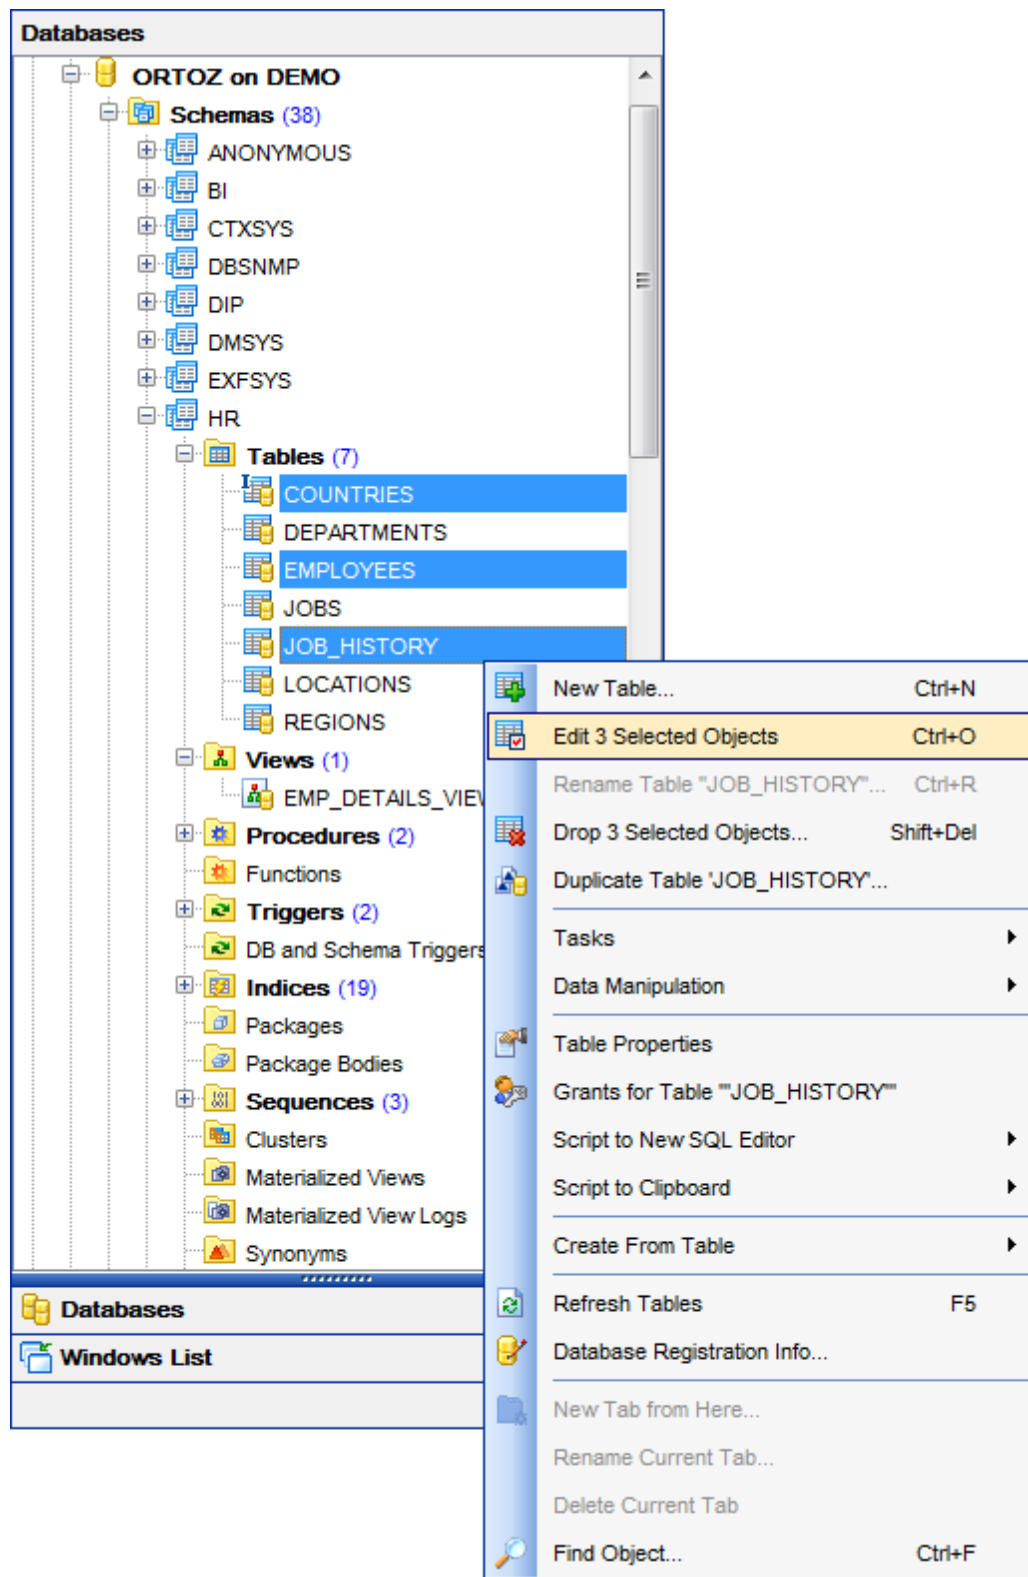 Databases
ORTOZ on DEMO
Schemas (38)
ANONYMOUS
BI
CTXSYS
DBSNMP
DIP
DMSYS
EXFSYS
HR
Tables (7)
COUNTRIES
DEPARTMENTS
EMPLOYEES
JOBS
JOB_HISTORY
LOCATIONS
REGIONS
Views (1)
EMP_DETAILS_VIEW
Procedures (2)
Functions
Triggers (2)
DB and Schema Triggers
Indices (19)
Packages
Package Bodies
Sequences (3)
Clusters
Materialized Views
Materialized View Logs
Synonyms
Databases
Windows List
New Table... Ctrl+N
Edit 3 Selected Objects Ctrl+O
Rename Table "JOB_HISTORY"... Ctrl+R
Drop 3 Selected Objects... Shift+Del
Duplicate Table 'JOB_HISTORY'...
Tasks
Data Manipulation
Table Properties
Grants for Table '"JOB_HISTORY"'
Script to New SQL Editor
Script to Clipboard
Create From Table
Refresh Tables F5
Database Registration Info...
New Tab from Here...
Rename Current Tab...
Delete Current Tab
Find Object... Ctrl+F